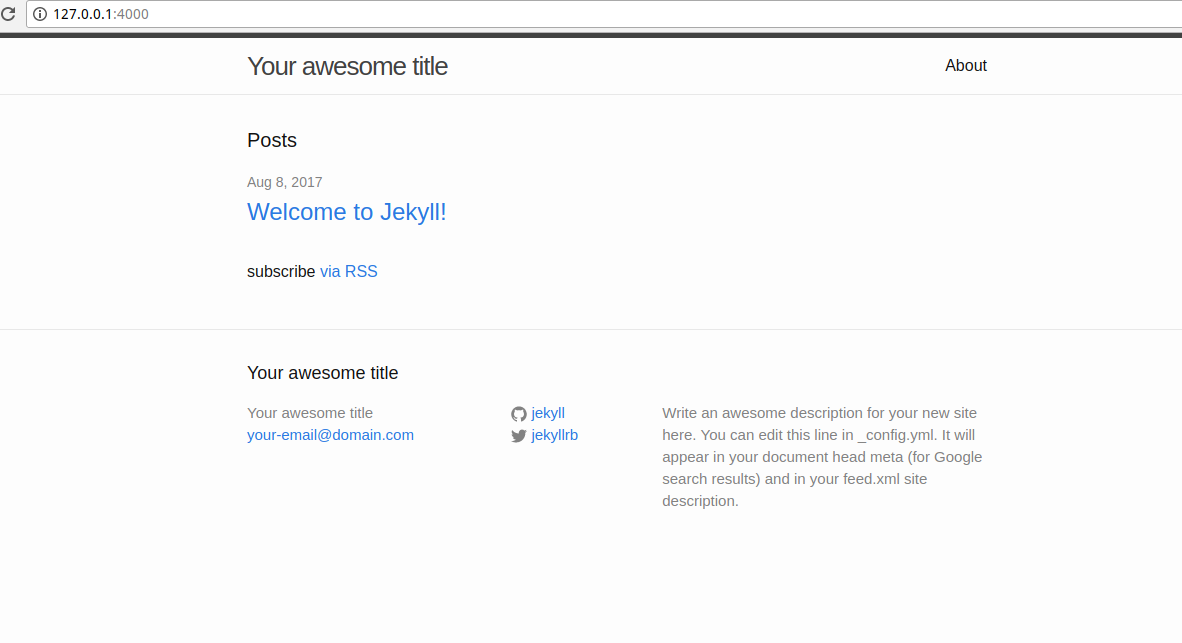 127.0.0.1:4000
Your awesome title
About
Posts
Aug 8, 2017
Welcome to Jekyll!
subscribe via RSS
Your awesome title
Your awesome title
your-email@domain.com
jekyll
jekyllrb
Write an awesome description for your new site
here. You can edit this line in _config.yml. It will
appear in your document head meta (for Google
search results) and in your feed.xml site
description.